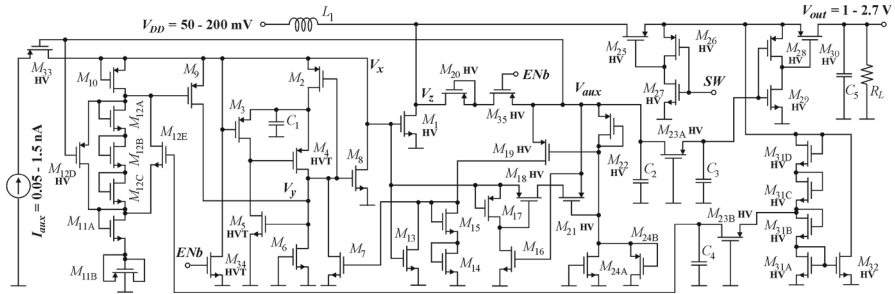 V_DD = 50 - 200 mV
L_1
V_out = 1 - 2.7 V
M_33 HV
M_10
M_9
M_2
V_x
M_20 HV
ENb
M_25 HV
M_26 HV
M_28 HV
M_30 HV
V_z
V_aux
M_27 HV
SW
M_29 HV
C_5
R_L
M_12A
M_12E
M_3
C_1
M_1 HV
M_35 HV
M_12B
M_4 HVT
M_19 HV
M_22 HV
M_23A HV
M_12D HV
M_12C
V_y
M_8
M_18 HV
C_2
C_3
M_31D HV
I_aux = 0.05 - 1.5 nA
M_17
M_31C HV
M_11A
M_5 HVT
M_15
M_21 HV
M_23B HV
M_31B HV
ENb
M_34 HVT
M_6
M_7
M_13
M_14
M_16
M_24A
M_24B
C_4
M_31A HV
M_32 HV
M_11B